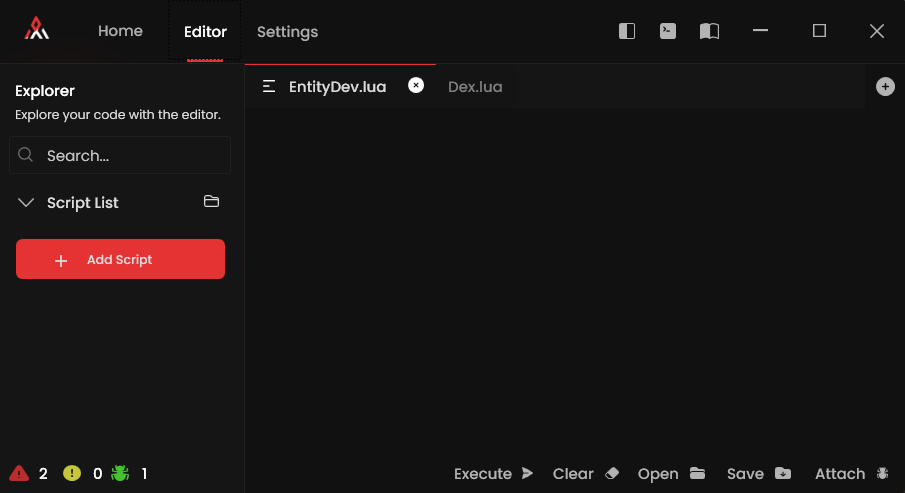 Home Editor Settings
Explorer
Explore your code with the editor.
Search...
Script List
+ Add Script
EntityDev.lua Dex.lua
2 0 1
Execute Clear Open Save Attach